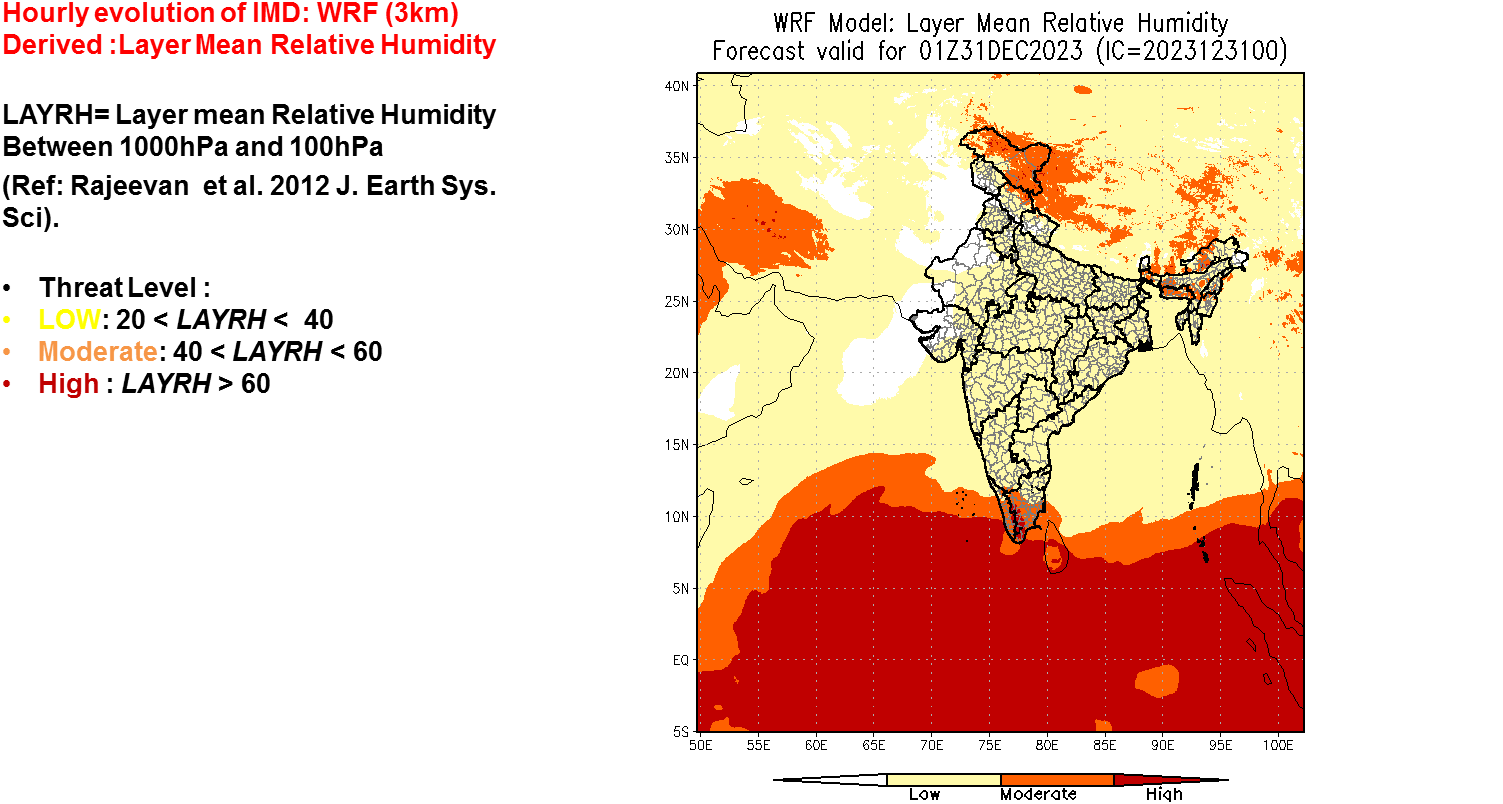 Hourly evolution of IMD: WRF (3km)
Derived :Layer Mean Relative Humidity
LAYRH= Layer mean Relative Humidity
Between 1000hPa and 100hPa
(Ref: Rajeevan et al. 2012 J. Earth Sys.
Sci).
• Threat Level :
• LOW: 20 < LAYRH < 40
• Moderate: 40 < LAYRH < 60
• High : LAYRH > 60
WRF Model: Layer Mean Relative Humidity
Forecast valid for 01Z31DEC2023 (IC=2023123100)
40N
35N
30N
25N
20N
15N
10N
5N
EQ
5S
50E 55E 60E 65E 70E 75E 80E 85E 90E 95E 100E
Low Moderate High